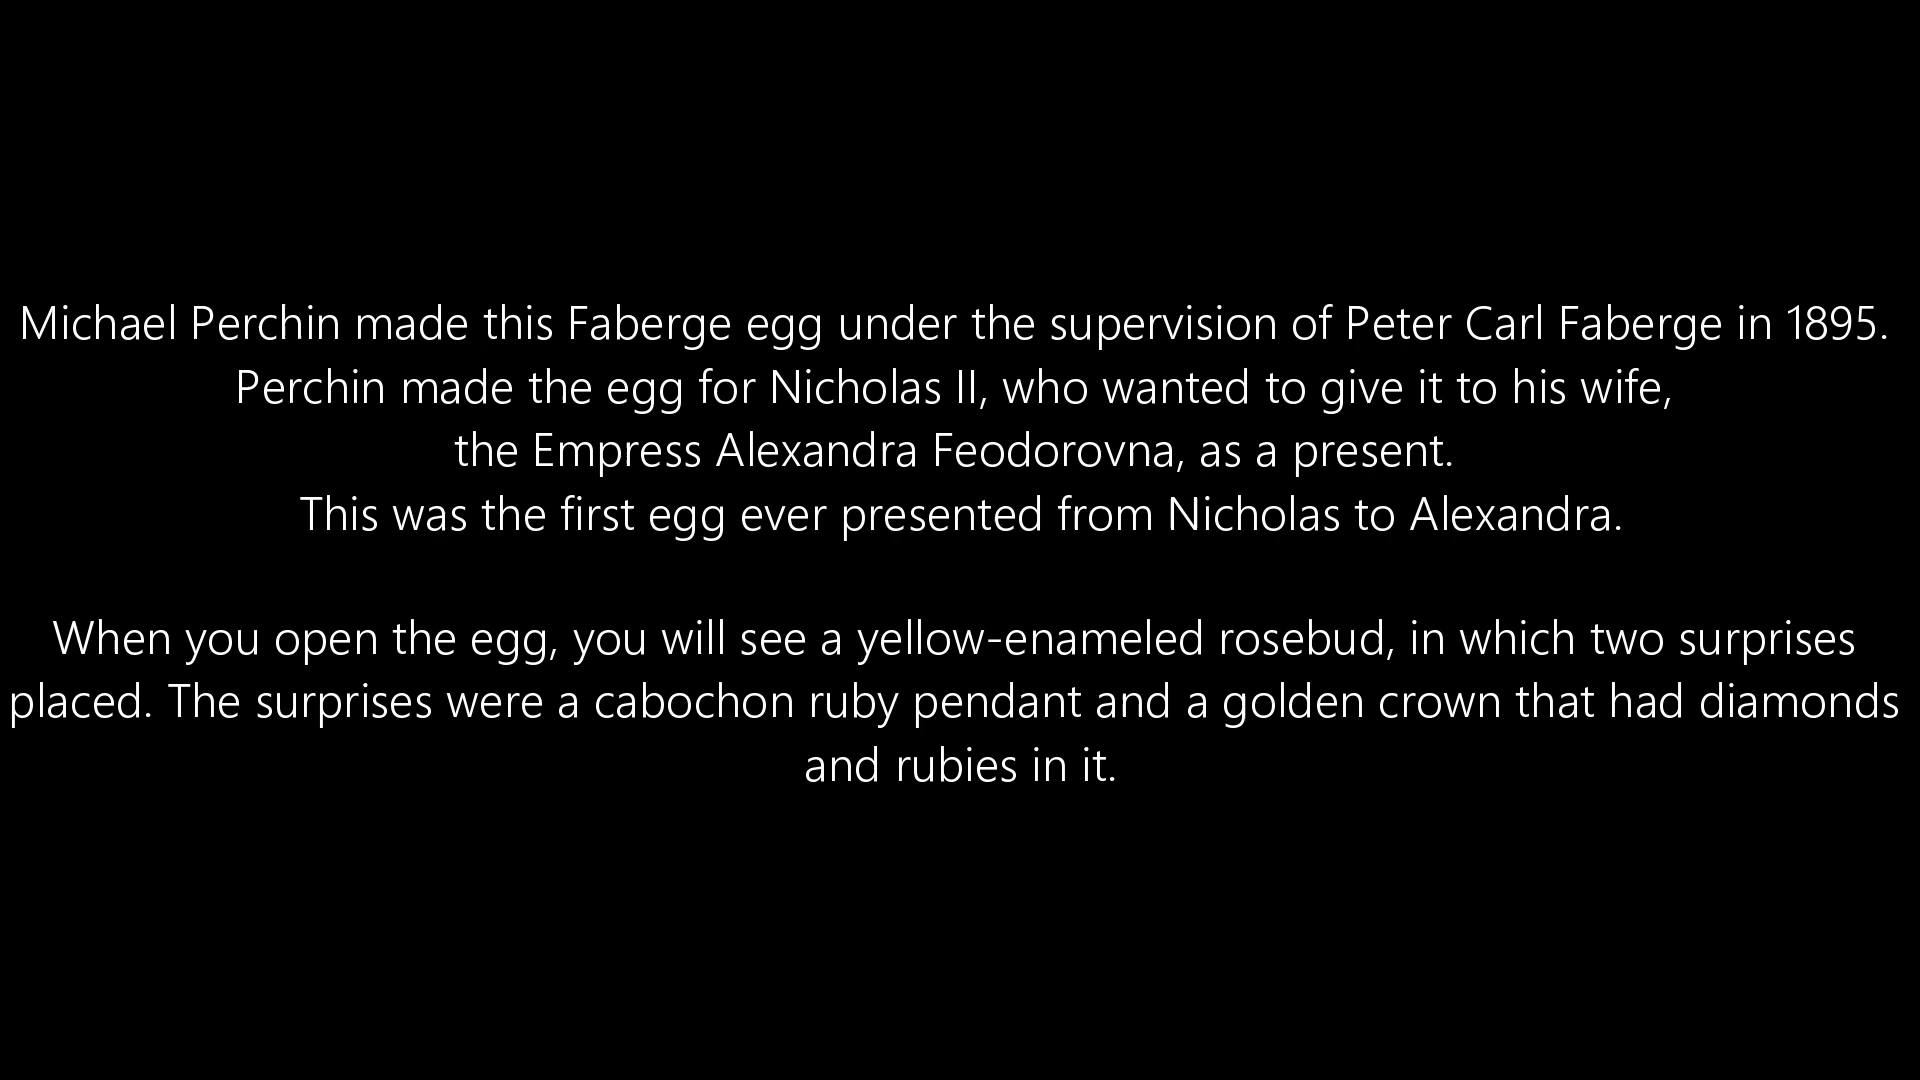 Michael Perchin made this Faberge egg under the supervision of Peter Carl Faberge in 1895.
Perchin made the egg for Nicholas II, who wanted to give it to his wife,
the Empress Alexandra Feodorovna, as a present.
This was the first egg ever presented from Nicholas to Alexandra.
When you open the egg, you will see a yellow-enameled rosebud, in which two surprises
placed. The surprises were a cabochon ruby pendant and a golden crown that had diamonds
and rubies in it.